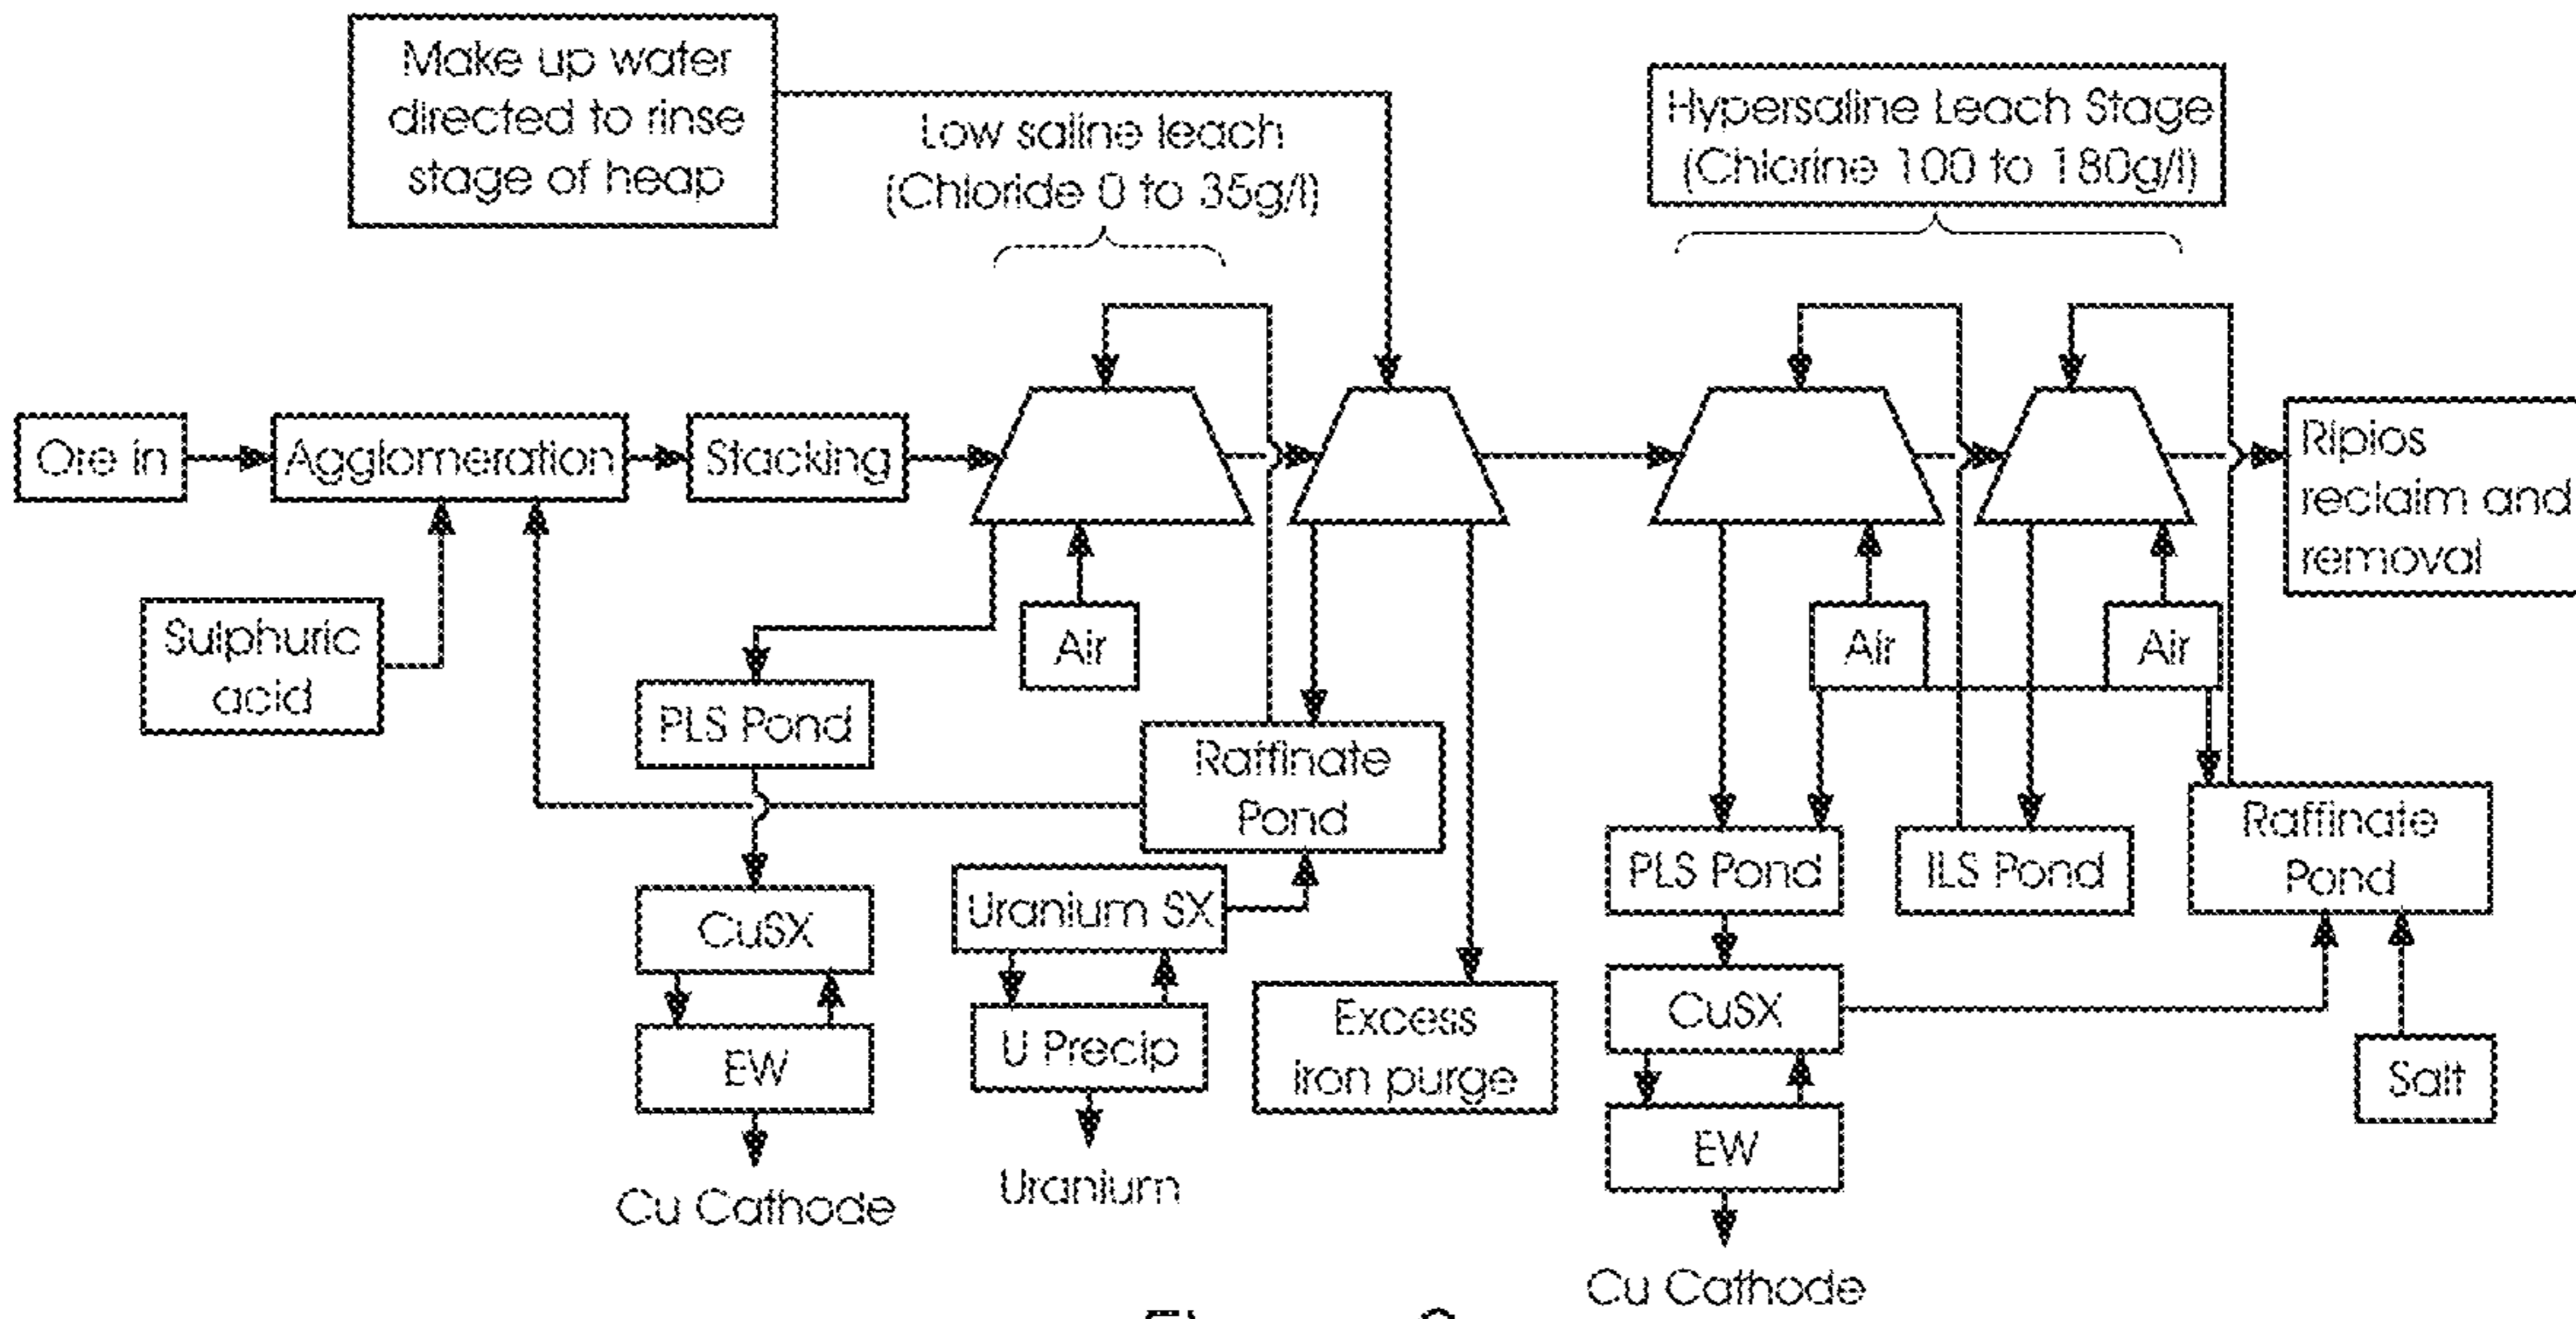 Make up water
directed to rinse
stage of heap
Low saline leach
(Chloride 0 to 35g/l)
Hypersaline Leach Stage
(Chlorine 100 to 180g/l)
Ore in
Agglomeration
Stacking
Ripios
reclaim and
removal
Sulphuric
acid
Air
Air
Air
PLS Pond
Raffinate
Pond
PLS Pond
ILS Pond
Raffinate
Pond
CuSX
Uranium SX
EW
U Precip
Excess
iron purge
CuSX
Salt
EW
Cu Cathode
Uranium
Cu Cathode